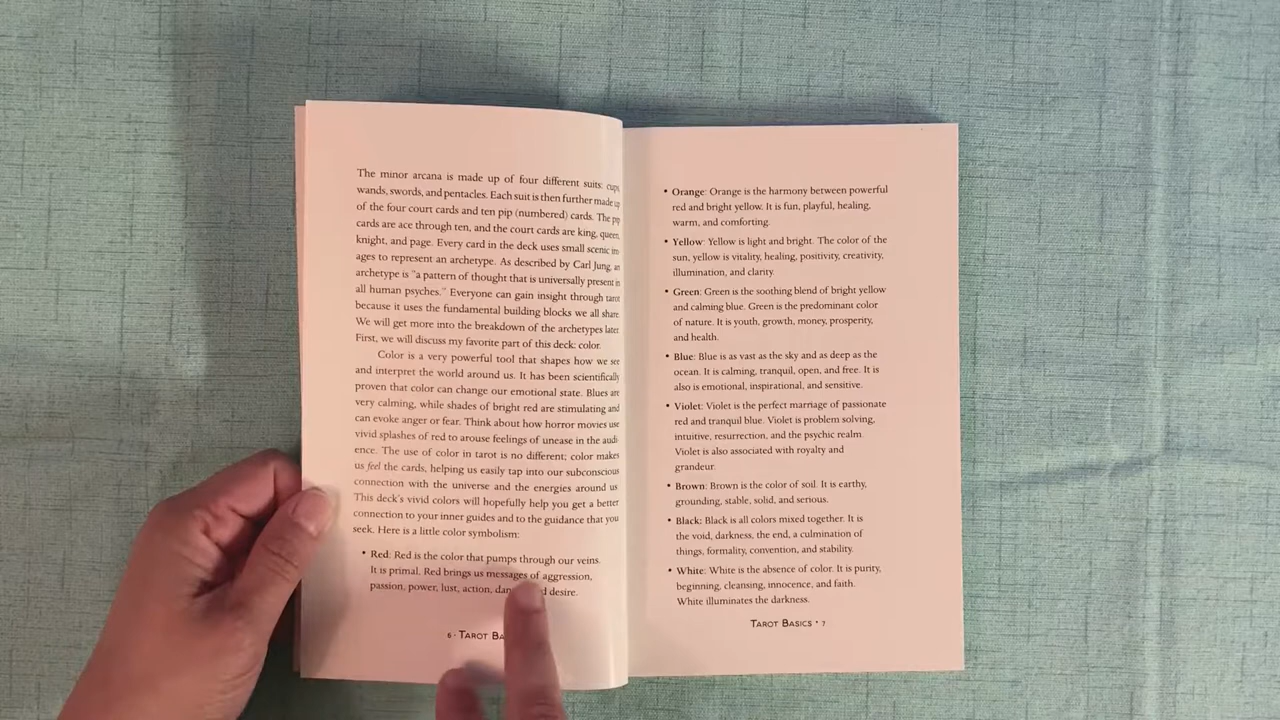 The minor arcana is made up of four different suits: cups,
wands, swords, and pentacles. Each suit is then further made up
of the four court cards and ten pip (numbered) cards. The pip
cards are ace through ten, and the court cards are king, queen,
knight, and page. Every card in the deck uses small scenic im-
ages to represent an archetype. As described by Carl Jung, an
archetype is "a pattern of thought that is universally present in
all human psyches." Everyone can gain insight through tarot
because it uses the fundamental building blocks we all share.
We will get more into the breakdown of the archetypes later.
First, we will discuss my favorite part of this deck: color.
Color is a very powerful tool that shapes how we see
and interpret the world around us. It has been scientifically
proven that color can change our emotional state. Blues are
very calming, while shades of bright red are stimulating and
can evoke anger or fear. Think about how horror movies use
vivid splashes of red to arouse feelings of unease in the audi
ence. The use of color in tarot is no different; color makes
us feel the cards, helping us easily tap into our subconscious
connection with the universe and the energies around us
This deck's vivid colors will hopefully help you get a better
connection to your inner guides and to the guidance that you
seek. Here is a little color symbolism:
• Red: Red is the color that pumps through our veins.
It is primal. Red brings us messages of aggression,
passion, power, lust, action, desire.
6 • Tarot
• Orange: Orange is the harmony between powerful
red and bright yellow. It is fun, playful, healing,
warm, and comforting.
• Yellow: Yellow is light and bright. The color of the
sun, yellow is vitality, healing, positivity, creativity,
illumination, and clarity.
• Green: Green is the soothing blend of bright yellow
and calming blue. Green is the predominant color
of nature. It is youth, growth, money, prosperity,
and health.
• Blue: Blue is as vast as the sky and as deep as the
ocean. It is calming, tranquil, open, and free. It is
also is emotional, inspirational, and sensitive.
• Violet: Violet is the perfect marriage of passionate
red and tranquil blue. Violet is problem solving,
intuitive, resurrection, and the psychic realm.
Violet is also associated with royalty and
grandeur.
• Brown: Brown is the color of soil. It is earthy,
grounding, stable, solid, and serious.
• Black: Black is all colors mixed together. It is
the void, darkness, the end, a culmination of
things, formality, convention, and stability.
• White: White is the absence of color. It is purity,
beginning, cleansing, innocence, and faith.
White illuminates the darkness.
Tarot Basics • 7